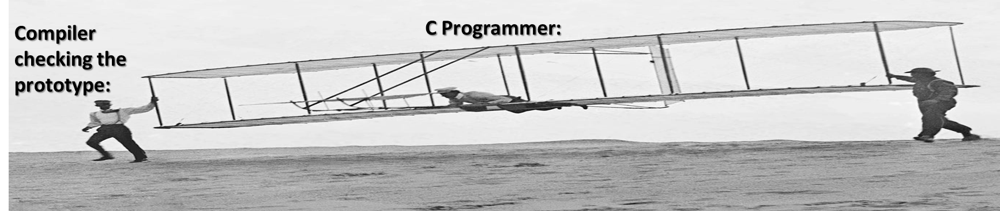 Compiler
checking the
prototype:
C Programmer: